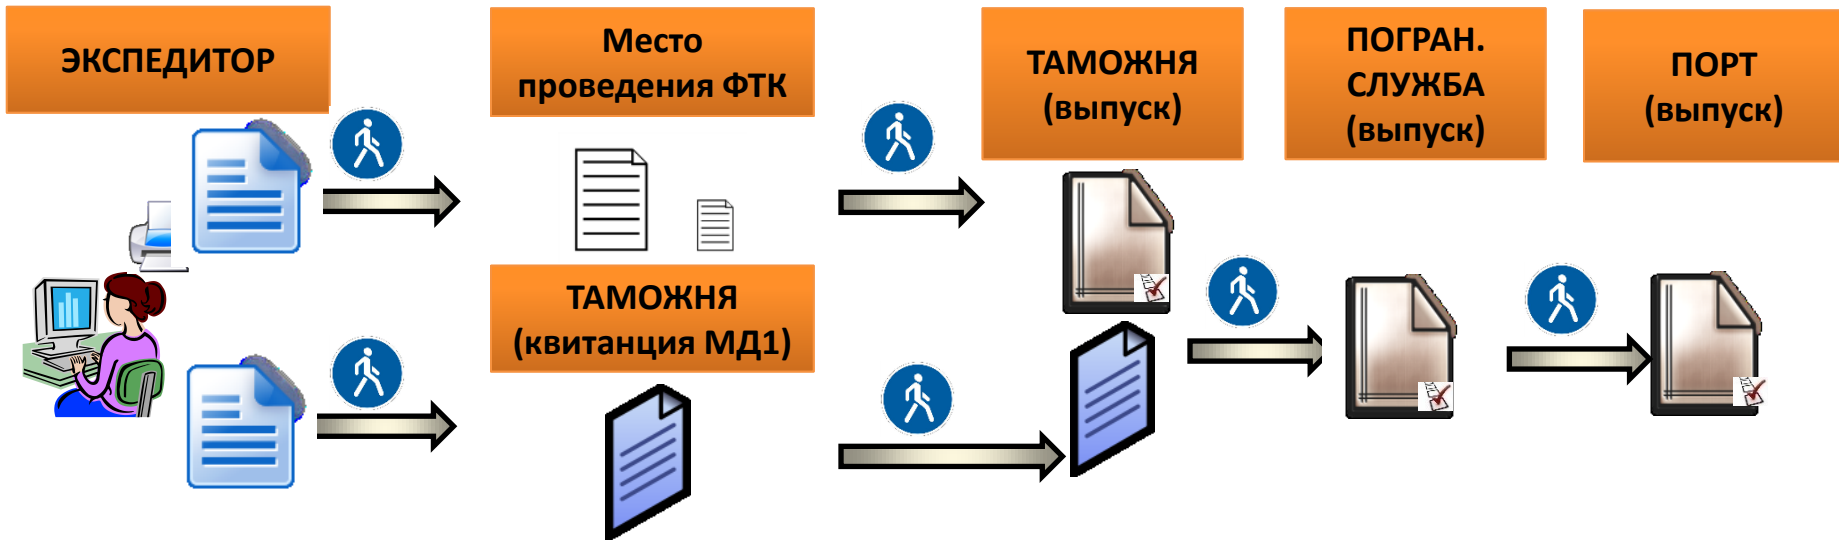 ЭКСПЕДИТОР
Место
проведения ФТК
ТАМОЖНЯ
(выпуск)
ПОГРАН.
СЛУЖБА
(выпуск)
ПОРТ
(выпуск)
ТАМОЖНЯ
(квитанция МД1)